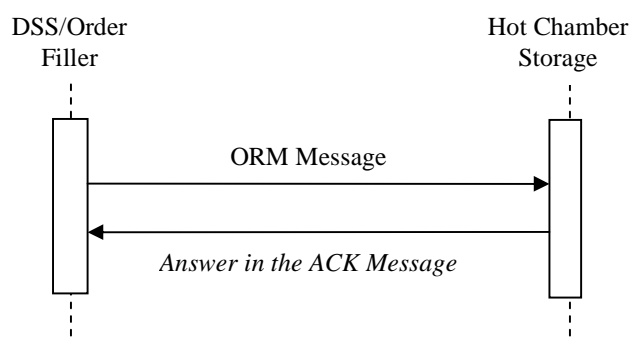 DSS/Order
Filler
Hot Chamber
Storage
ORM Message
Answer in the ACK Message